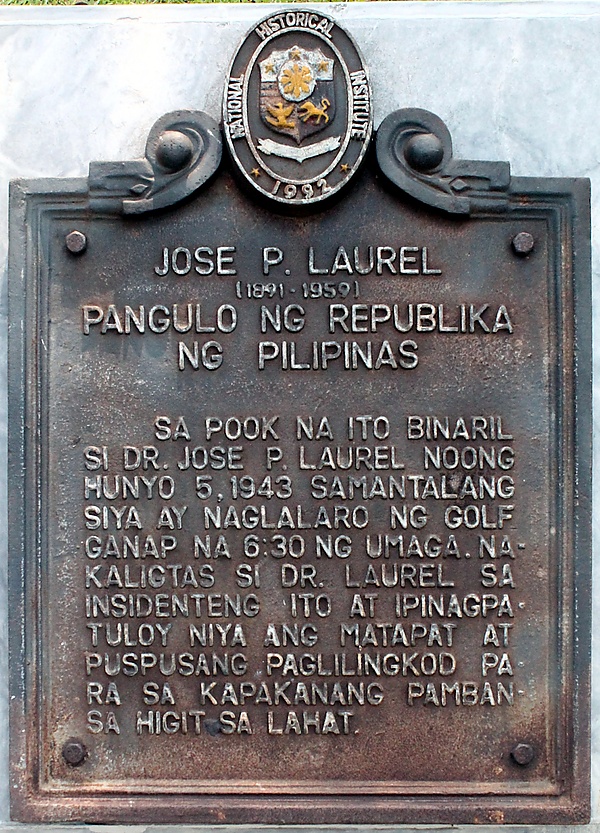 NATIONAL HISTORICAL INSTITUTE
1992
JOSE P. LAUREL
(1891-1959)
PANGULO NG REPUBLIKA
NG PILIPINAS
SA POOK NA ITO BINARIL
SI DR. JOSE P. LAUREL NOONG
HUNYO 5, 1943 SAMANTALANG
SIYA AY NAGLALARO NG GOLF
GANAP NA 6:30 NG UMAGA. NA-
KALIGTAS SI DR. LAUREL SA
INSIDENTENG ITO AT IPINAGPA-
TULOY NIYA ANG MATAPAT AT
PUSPUSANG PAGLILINGKOD PA-
RA SA KAPAKANANG PAMBAN-
SA HIGIT SA LAHAT.